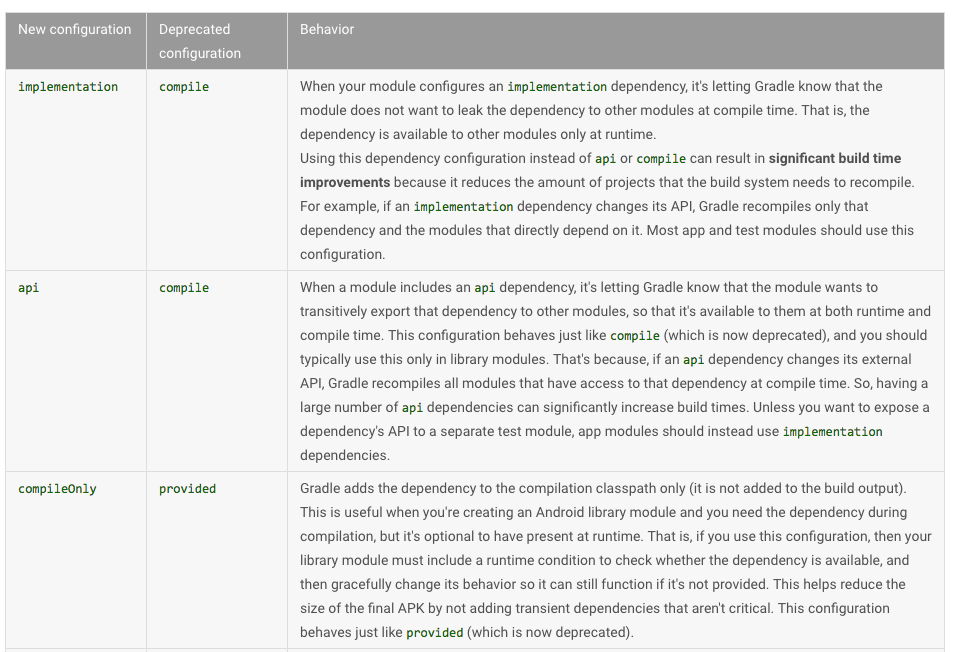 New configuration
Deprecated
configuration
Behavior
implementation
compile
When your module configures an implementation dependency, it's letting Gradle know that the
module does not want to leak the dependency to other modules at compile time. That is, the
dependency is available to other modules only at runtime.
Using this dependency configuration instead of api or compile can result in significant build time
improvements because it reduces the amount of projects that the build system needs to recompile.
For example, if an implementation dependency changes its API, Gradle recompiles only that
dependency and the modules that directly depend on it. Most app and test modules should use this
configuration.
api
compile
When a module includes an api dependency, it's letting Gradle know that the module wants to
transitively export that dependency to other modules, so that it's available to them at both runtime and
compile time. This configuration behaves just like compile (which is now deprecated), and you should
typically use this only in library modules. That's because, if an api dependency changes its external
API, Gradle recompiles all modules that have access to that dependency at compile time. So, having a
large number of api dependencies can significantly increase build times. Unless you want to expose a
dependency's API to a separate test module, app modules should instead use implementation
dependencies.
compileOnly
provided
Gradle adds the dependency to the compilation classpath only (it is not added to the build output).
This is useful when you're creating an Android library module and you need the dependency during
compilation, but it's optional to have present at runtime. That is, if you use this configuration, then your
library module must include a runtime condition to check whether the dependency is available, and
then gracefully change its behavior so it can still function if it's not provided. This helps reduce the
size of the final APK by not adding transient dependencies that aren't critical. This configuration
behaves just like provided (which is now deprecated).